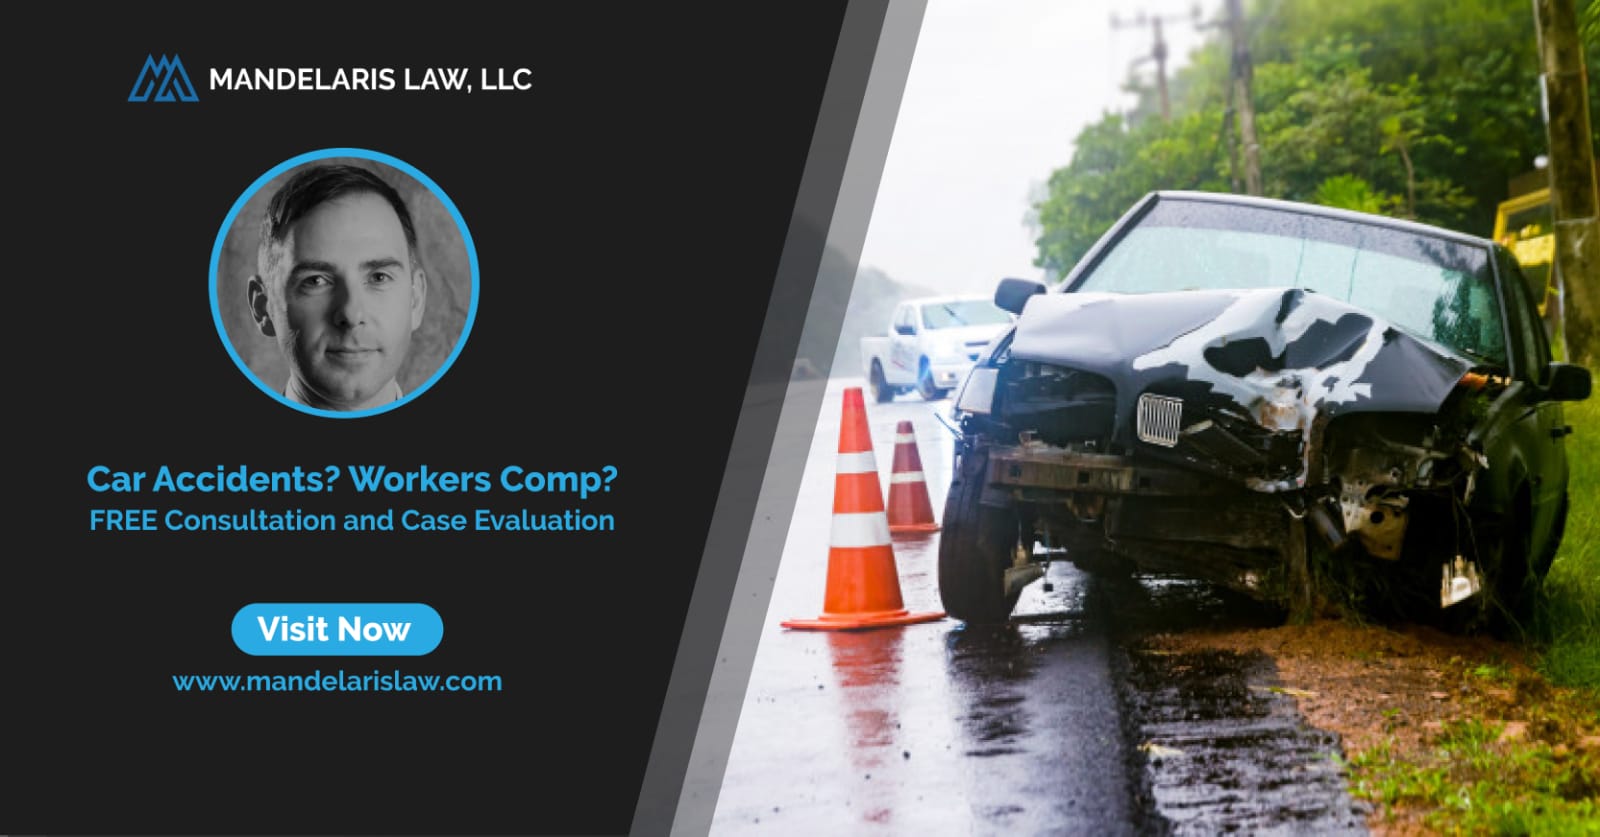 MANDELARIS LAW, LLC
Car Accidents? Workers Comp?
FREE Consultation and Case Evaluation
Visit Now
www.mandelarislaw.com